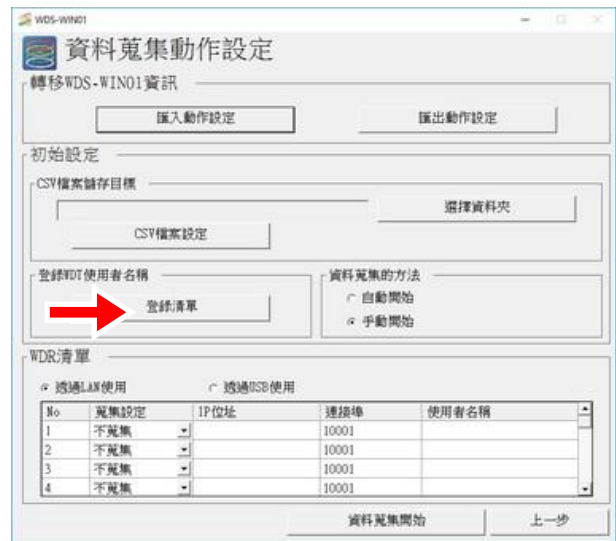 WDS-WIN01
資料蒐集動作設定
轉移WDS-WIN01資訊
匯入動作設定 匯出動作設定
初始設定
CSV檔案儲存目標
選擇資料夾
CSV檔案設定
登錄WDT使用者名稱 資料蒐集的方法
登錄清單 自動開始
手動開始
WDR清單
透過LAN使用 透過USB使用
No 蒐集設定 IP位址 連接埠 使用者名稱
1 不蒐集 10001
2 不蒐集 10001
3 不蒐集 10001
4 不蒐集 10001
資料蒐集開始 上一步